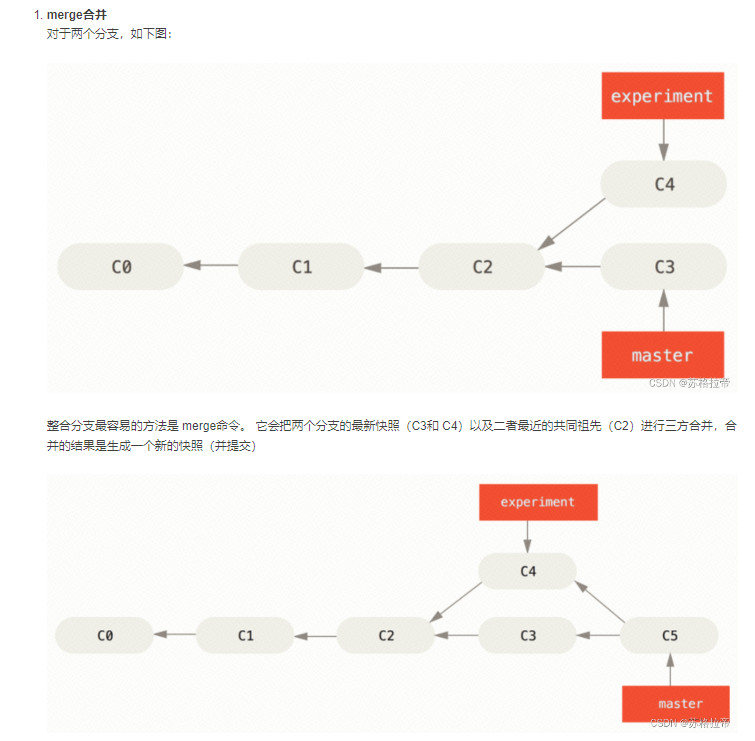 1. merge合并
对于两个分支，如下图：
experiment
C4
C0 C1 C2 C3
master
CSDN @苏格拉帝
整合分支最容易的方法是 merge命令。 它会把两个分支的最新快照（C3和 C4）以及二者最近的共同祖先（C2）进行三方合并，合
并的结果是生成一个新的快照（并提交）
experiment
C4
C0 C1 C2 C3 C5
master
CSDN @苏格拉帝